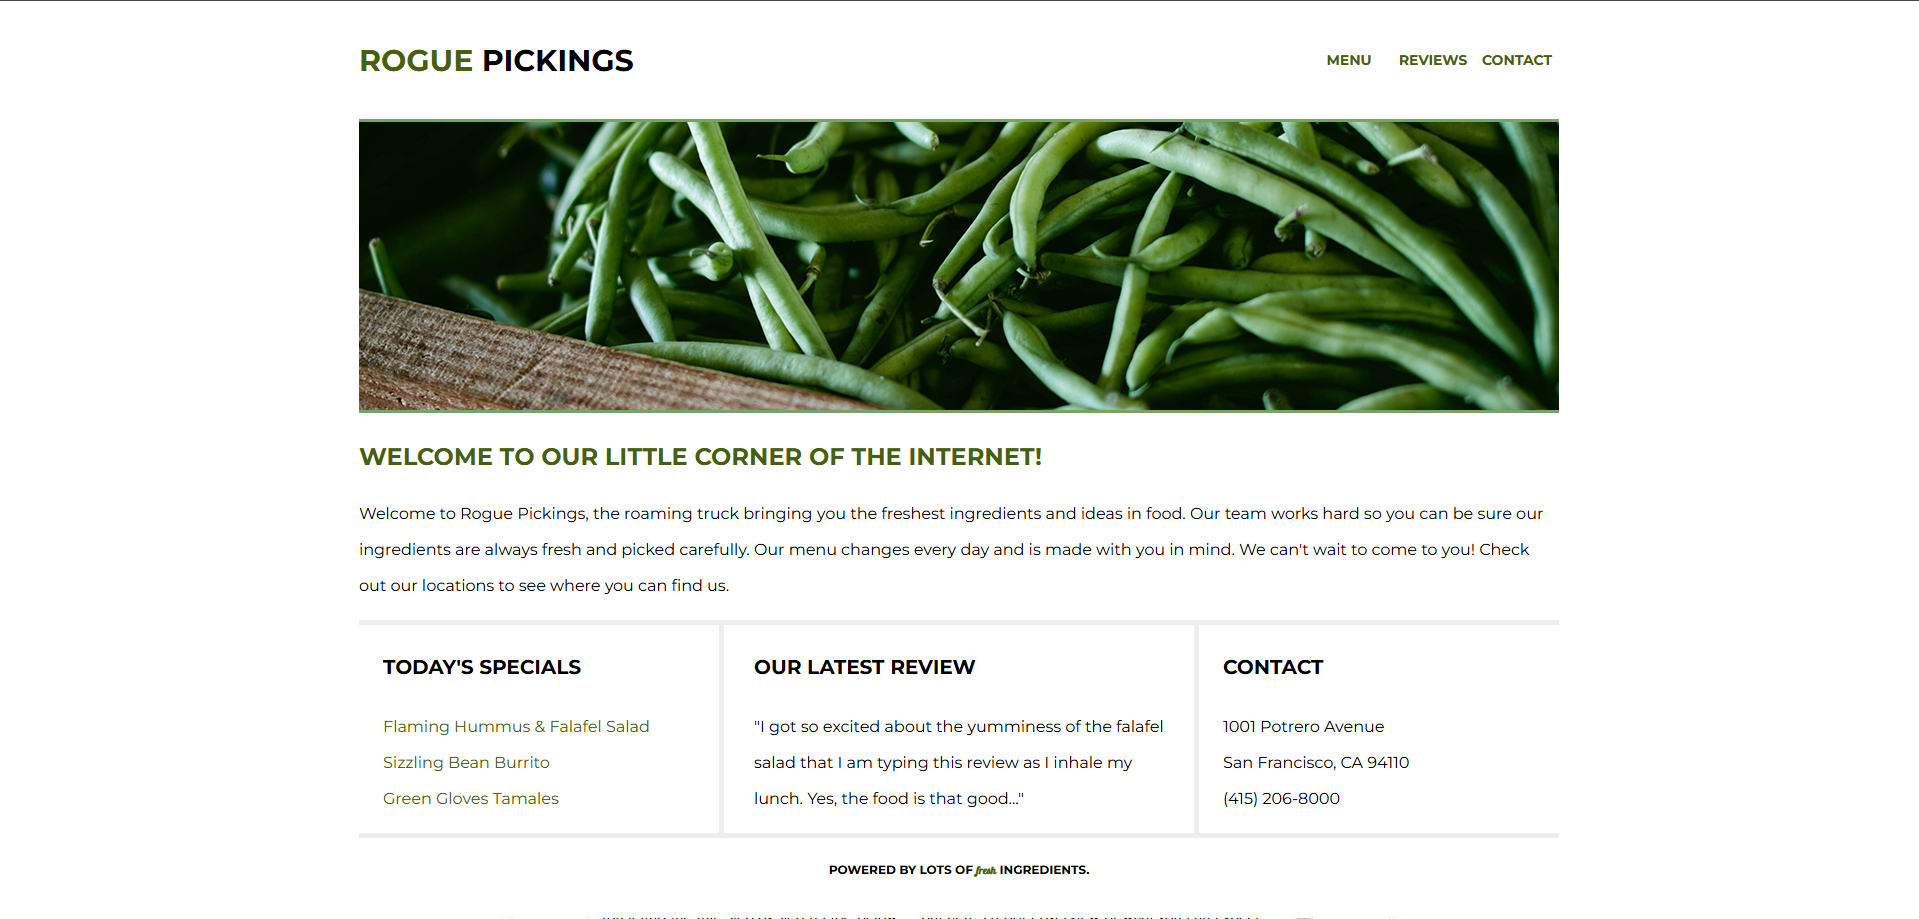 ROGUE PICKINGS
MENU REVIEWS CONTACT
WELCOME TO OUR LITTLE CORNER OF THE INTERNET!
Welcome to Rogue Pickings, the roaming truck bringing you the freshest ingredients and ideas in food. Our team works hard so you can be sure our
ingredients are always fresh and picked carefully. Our menu changes every day and is made with you in mind. We can't wait to come to you! Check
out our locations to see where you can find us.
TODAY'S SPECIALS
Flaming Hummus & Falafel Salad
Sizzling Bean Burrito
Green Gloves Tamales
OUR LATEST REVIEW
"I got so excited about the yumminess of the falafel
salad that I am typing this review as I inhale my
lunch. Yes, the food is that good..."
CONTACT
1001 Potrero Avenue
San Francisco, CA 94110
(415) 206-8000
POWERED BY LOTS OF fresh INGREDIENTS.